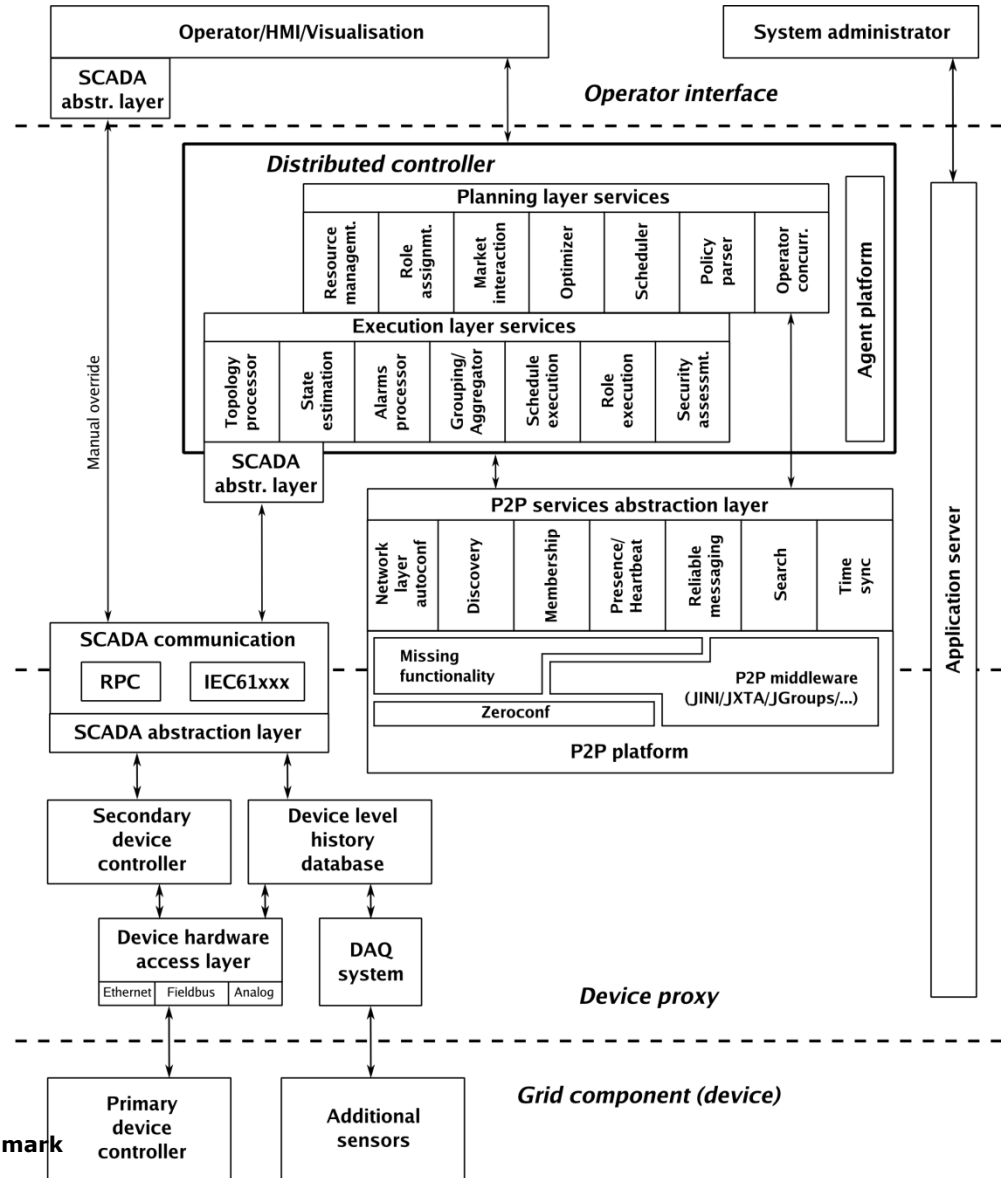 Operator/HMI/Visualisation
System administrator
SCADA
abstr. layer
Operator interface
Distributed controller
Planning layer services
Resource
managemt.
Role
assignmt.
Market
interaction
Optimizer
Scheduler
Policy
parser
Operator
concurr.
Agent platform
Execution layer services
Topology
processor
State
estimation
Alarms
processor
Grouping/
Aggregator
Schedule
execution
Role
execution
Security
assessmt.
Manual override
SCADA
abstr. layer
P2P services abstraction layer
Network
layer
autoconf
Discovery
Membership
Presence/
Heartbeat
Reliable
messaging
Search
Time
sync
Application server
SCADA communication
RPC
IEC61xxx
SCADA abstraction layer
Missing
functionality
P2P middleware
(JINI/JXTA/JGroups/...)
Zeroconf
P2P platform
Secondary
device
controller
Device level
history
database
Device hardware
access layer
Ethernet
Fieldbus
Analog
DAQ
system
Device proxy
Grid component (device)
Primary
device
controller
Additional
sensors
mark